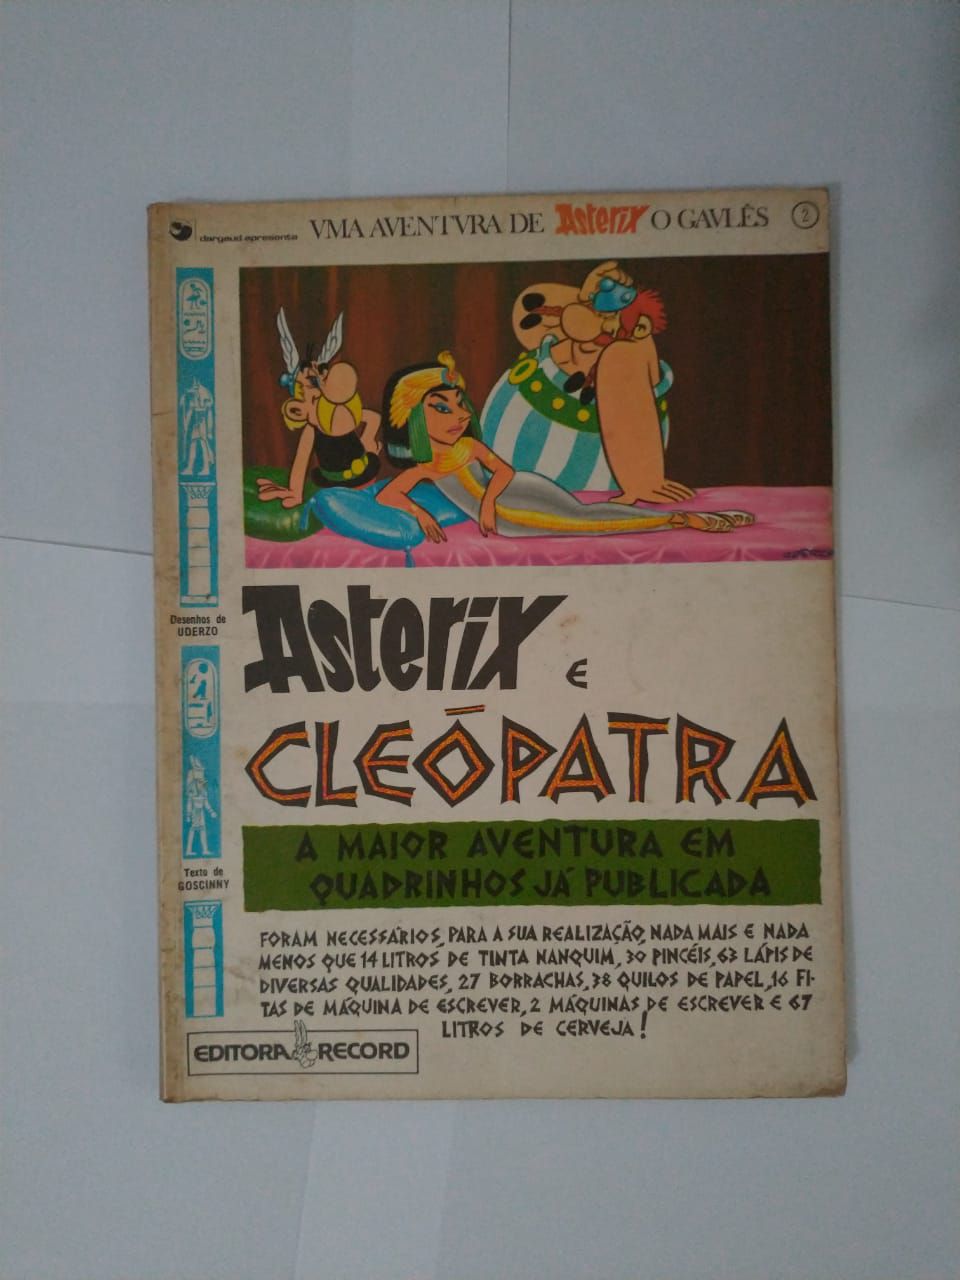 dargaud apresenta VMA AVENTVRA DE Asterix O GAVLÊS 2
Desenhos de
UDERZO
Texto de
GOSCINNY
Asterix e
CLEÓPATRA
A MAIOR AVENTURA EM
QUADRINHOS JÁ PUBLICADA
FORAM NECESSÁRIOS, PARA A SUA REALIZAÇÃO, NADA MAIS E NADA
MENOS QUE 14 LITROS DE TINTA NANQUIM, 30 PINCÉIS, 63 LÁPIS DE
DIVERSAS QUALIDADES, 27 BORRACHAS, 38 QUILOS DE PAPEL, 16 FI-
TAS DE MÁQUINA DE ESCREVER, 2 MÁQUINAS DE ESCREVER E 67
LITROS DE CERVEJA!
EDITORA RECORD